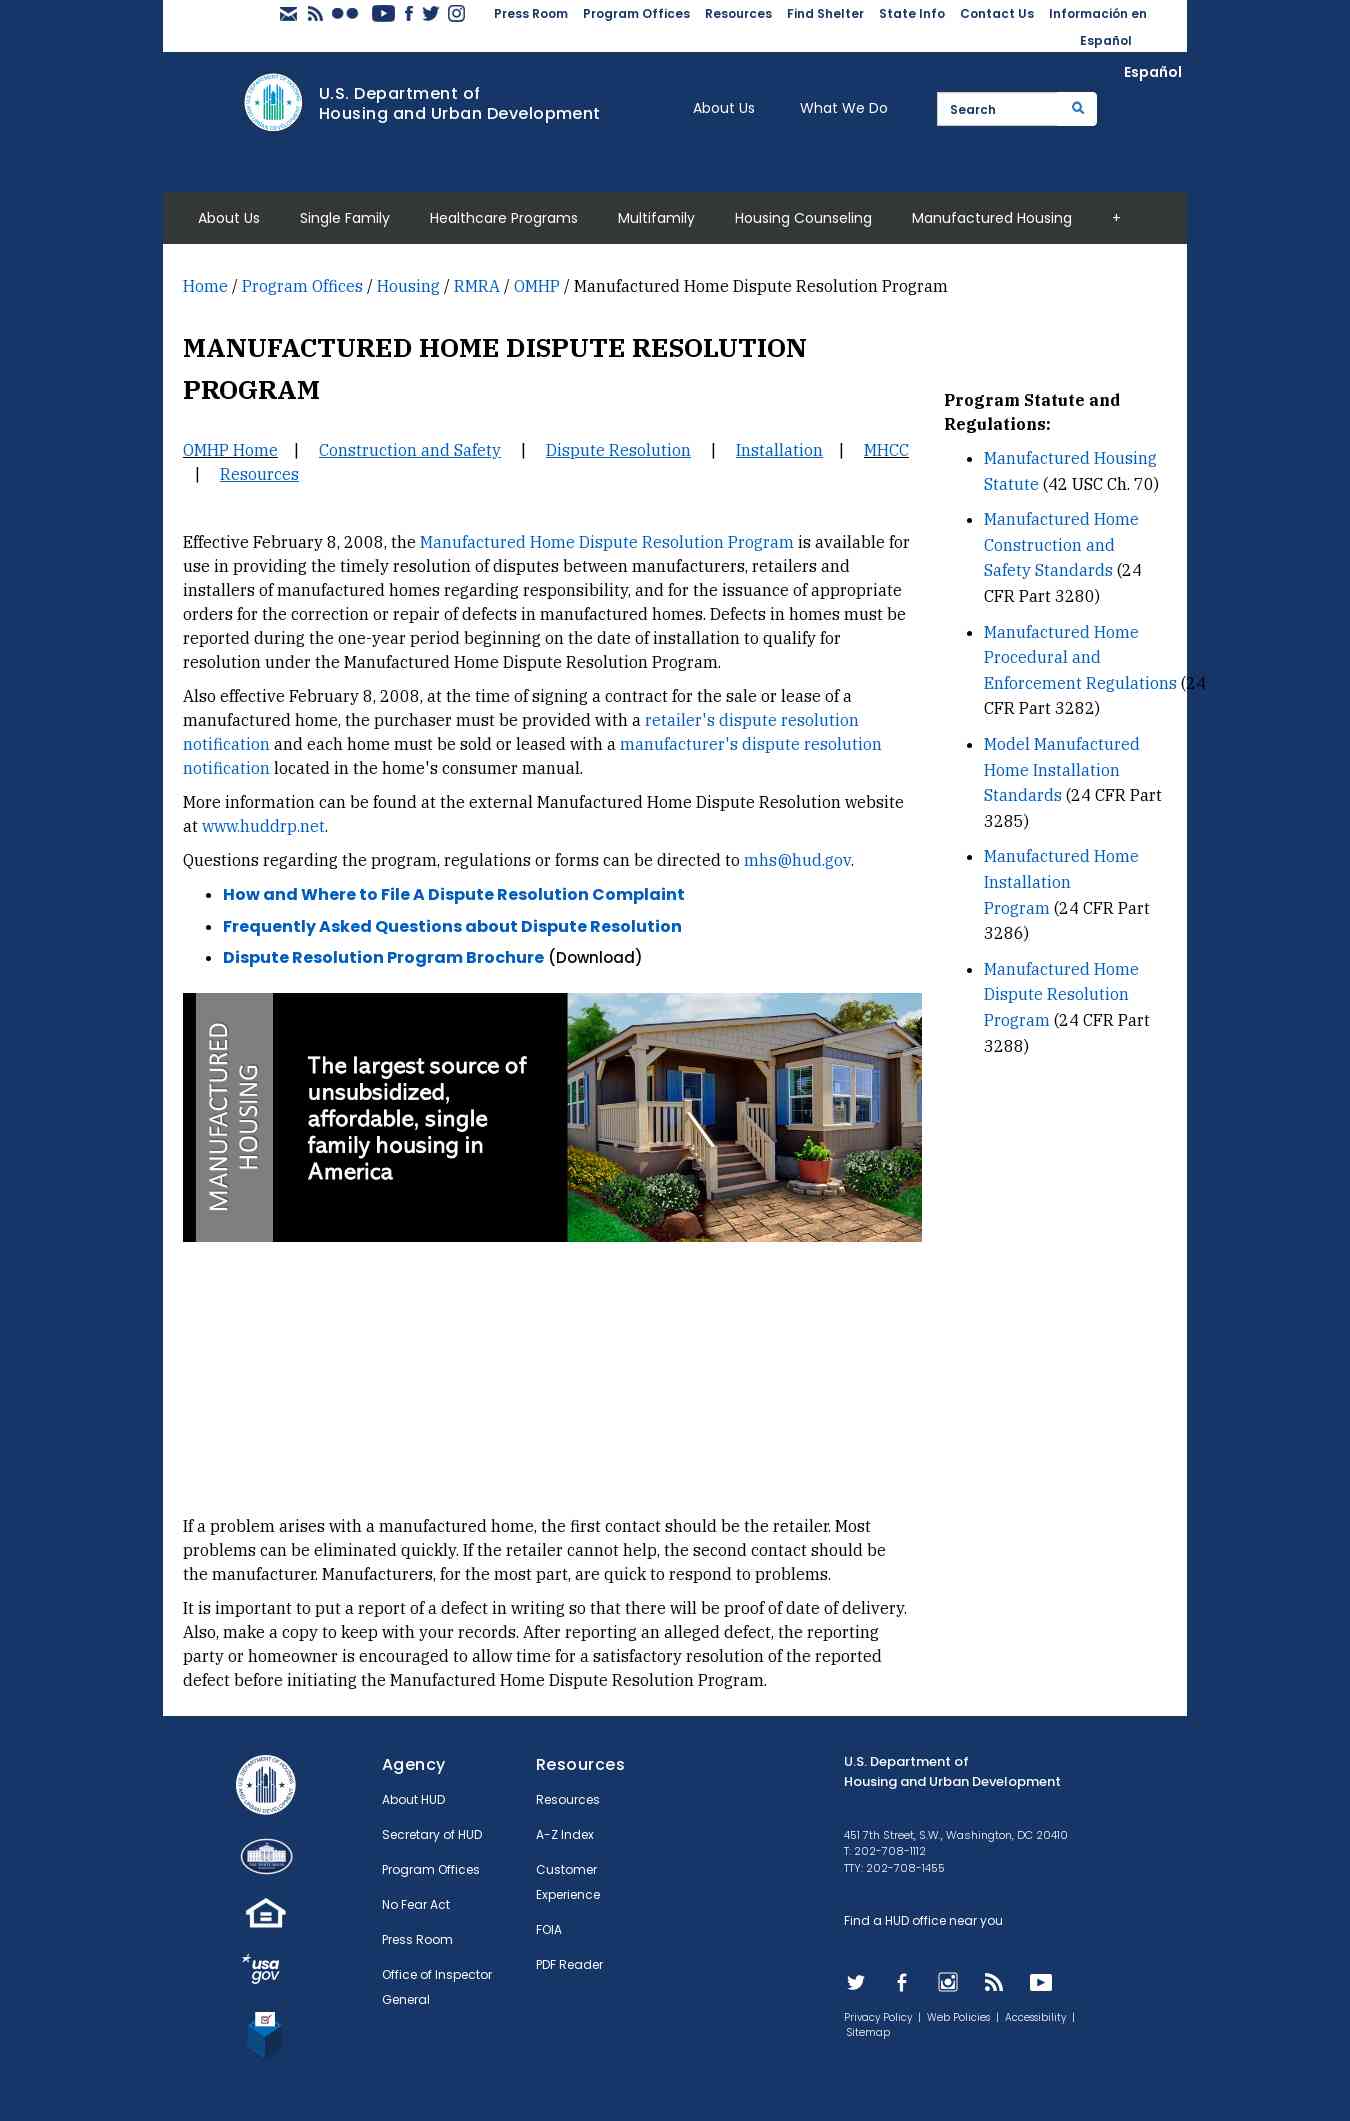 Press Room Program Offices Resources Find Shelter State Info Contact Us Información en
Español
Español
U.S. Department of
Housing and Urban Development
About Us What We Do
Search
About Us Single Family Healthcare Programs Multifamily Housing Counseling Manufactured Housing +
Home / Program Offices / Housing / RMRA / OMHP / Manufactured Home Dispute Resolution Program
MANUFACTURED HOME DISPUTE RESOLUTION
PROGRAM
OMHP Home | Construction and Safety | Dispute Resolution | Installation | MHCC
| Resources
Effective February 8, 2008, the Manufactured Home Dispute Resolution Program is available for
use in providing the timely resolution of disputes between manufacturers, retailers and
installers of manufactured homes regarding responsibility, and for the issuance of appropriate
orders for the correction or repair of defects in manufactured homes. Defects in homes must be
reported during the one-year period beginning on the date of installation to qualify for
resolution under the Manufactured Home Dispute Resolution Program.
Also effective February 8, 2008, at the time of signing a contract for the sale or lease of a
manufactured home, the purchaser must be provided with a retailer's dispute resolution
notification and each home must be sold or leased with a manufacturer's dispute resolution
notification located in the home's consumer manual.
More information can be found at the external Manufactured Home Dispute Resolution website
at www.huddrp.net.
Questions regarding the program, regulations or forms can be directed to mhs@hud.gov.
• How and Where to File A Dispute Resolution Complaint
• Frequently Asked Questions about Dispute Resolution
• Dispute Resolution Program Brochure (Download)
MANUFACTURED
HOUSING
The largest source of
unsubsidized,
affordable, single
family housing in
America
If a problem arises with a manufactured home, the first contact should be the retailer. Most
problems can be eliminated quickly. If the retailer cannot help, the second contact should be
the manufacturer. Manufacturers, for the most part, are quick to respond to problems.
It is important to put a report of a defect in writing so that there will be proof of date of delivery.
Also, make a copy to keep with your records. After reporting an alleged defect, the reporting
party or homeowner is encouraged to allow time for a satisfactory resolution of the reported
defect before initiating the Manufactured Home Dispute Resolution Program.
Program Statute and
Regulations:
• Manufactured Housing
Statute (42 USC Ch. 70)
• Manufactured Home
Construction and
Safety Standards (24
CFR Part 3280)
• Manufactured Home
Procedural and
Enforcement Regulations (24
CFR Part 3282)
• Model Manufactured
Home Installation
Standards (24 CFR Part
3285)
• Manufactured Home
Installation
Program (24 CFR Part
3286)
• Manufactured Home
Dispute Resolution
Program (24 CFR Part
3288)
U.S. DEPARTMENT OF HOUSING
AND URBAN DEVELOPMENT
usa
gov
Agency
About HUD
Secretary of HUD
Program Offices
No Fear Act
Press Room
Office of Inspector
General
Resources
Resources
A-Z Index
Customer
Experience
FOIA
PDF Reader
U.S. Department of
Housing and Urban Development
451 7th Street, S.W., Washington, DC 20410
T: 202-708-1112
TTY: 202-708-1455
Find a HUD office near you
Privacy Policy | Web Policies | Accessibility |
Sitemap